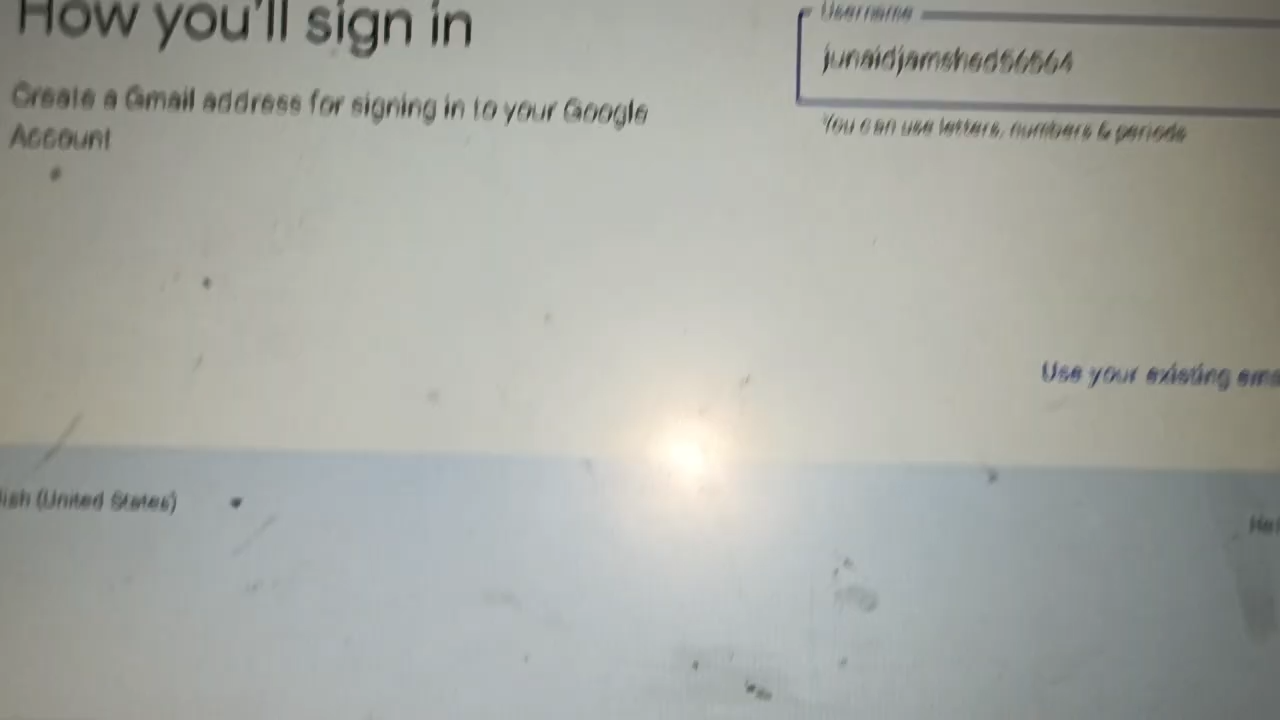 How you'll sign in
Create a Gmail address for signing in to your Google
Account
Username
junaidjamshed56564
You can use letters, numbers & periods
Use your existing
(United States)